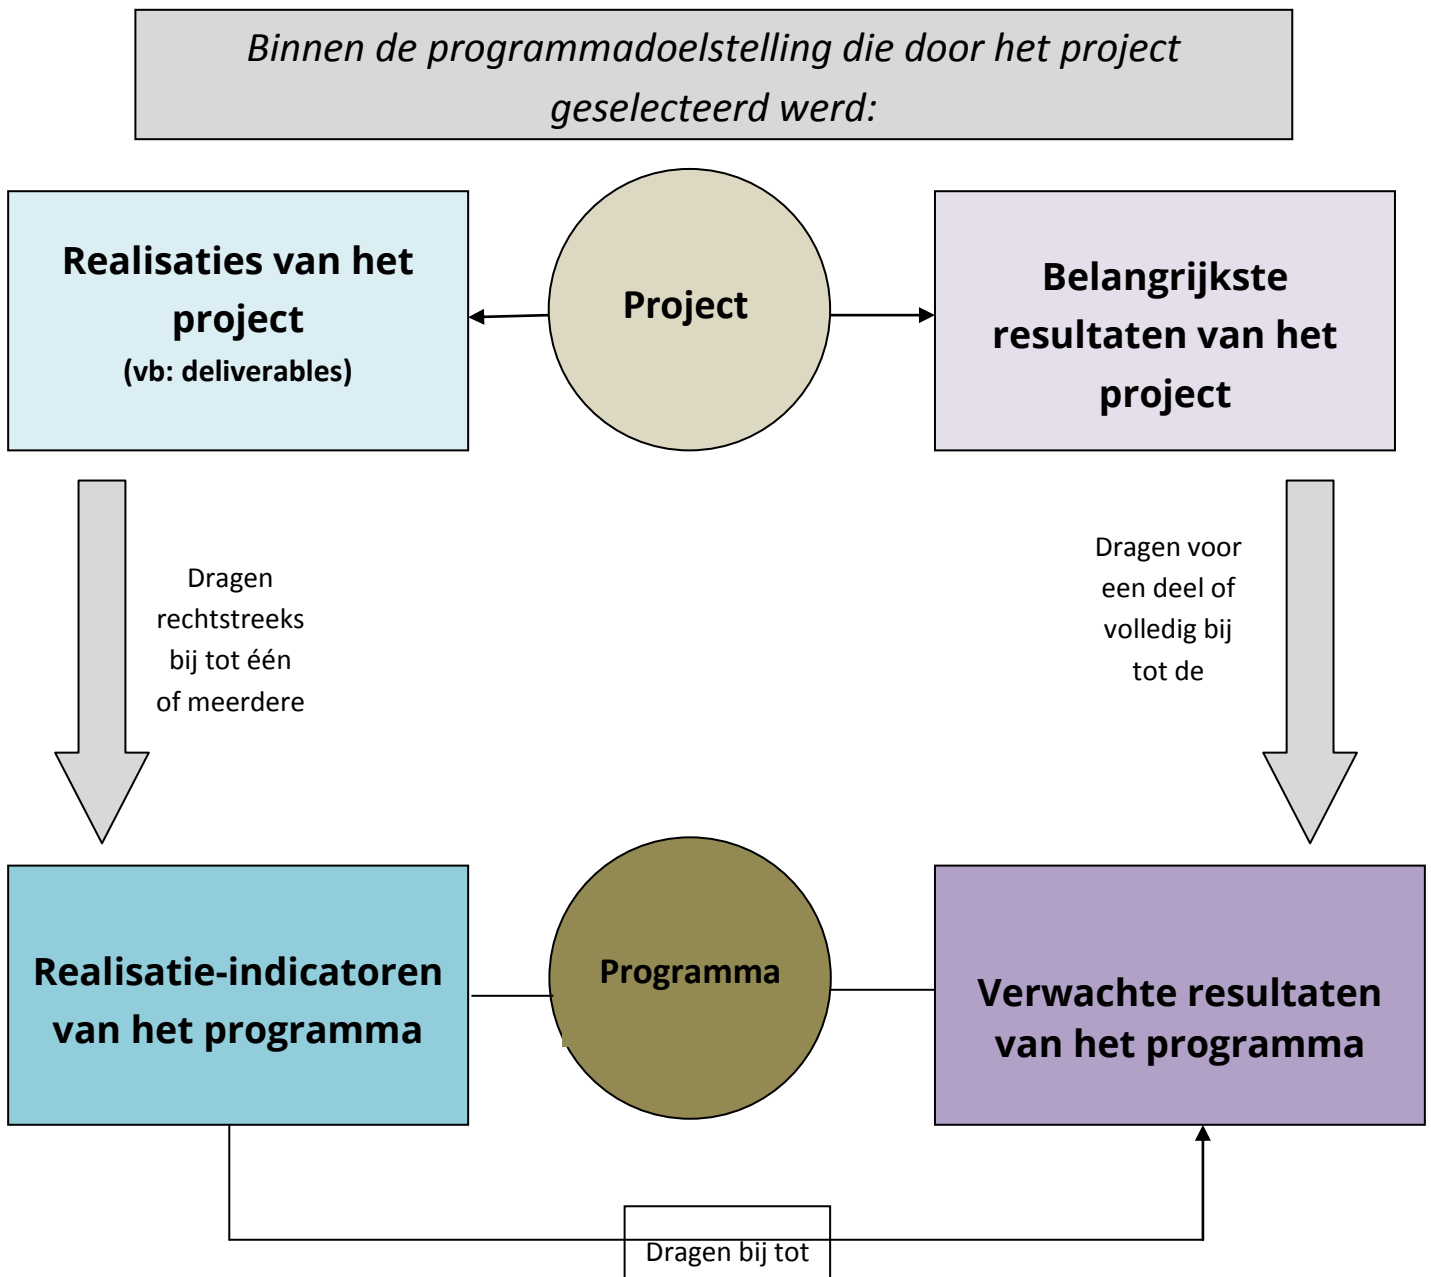 Binnen de programmadoelstelling die door het project
geselecteerd werd:
Realisaties van het
project
(vb: deliverables)
Project
Belangrijkste
resultaten van het
project
Dragen
rechtstreeks
bij tot één
of meerdere
Dragen voor
een deel of
volledig bij
tot de
Realisatie-indicatoren
van het programma
Programma
Verwachte resultaten
van het programma
Dragen bij tot